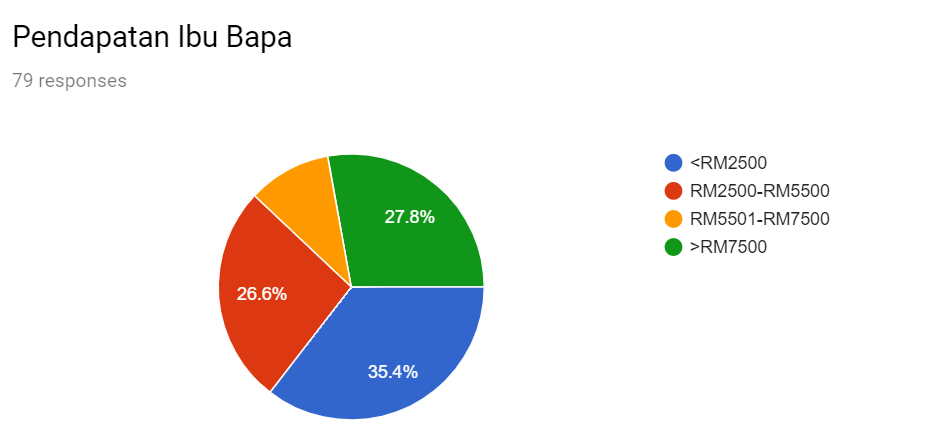 Pendapatan Ibu Bapa
79 responses
27.8%
26.6%
35.4%
<RM2500
RM2500-RM5500
RM5501-RM7500
>RM7500